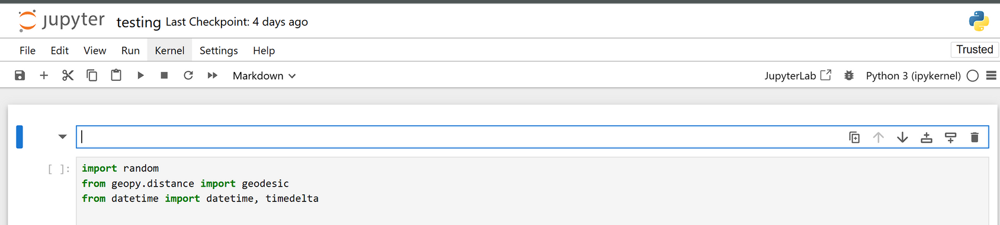 jupyter testing Last Checkpoint: 4 days ago
File Edit View Run Kernel Settings Help Trusted
Markdown JupyterLab Python 3 (ipykernel)
[ ]: import random
from geopy.distance import geodesic
from datetime import datetime, timedelta